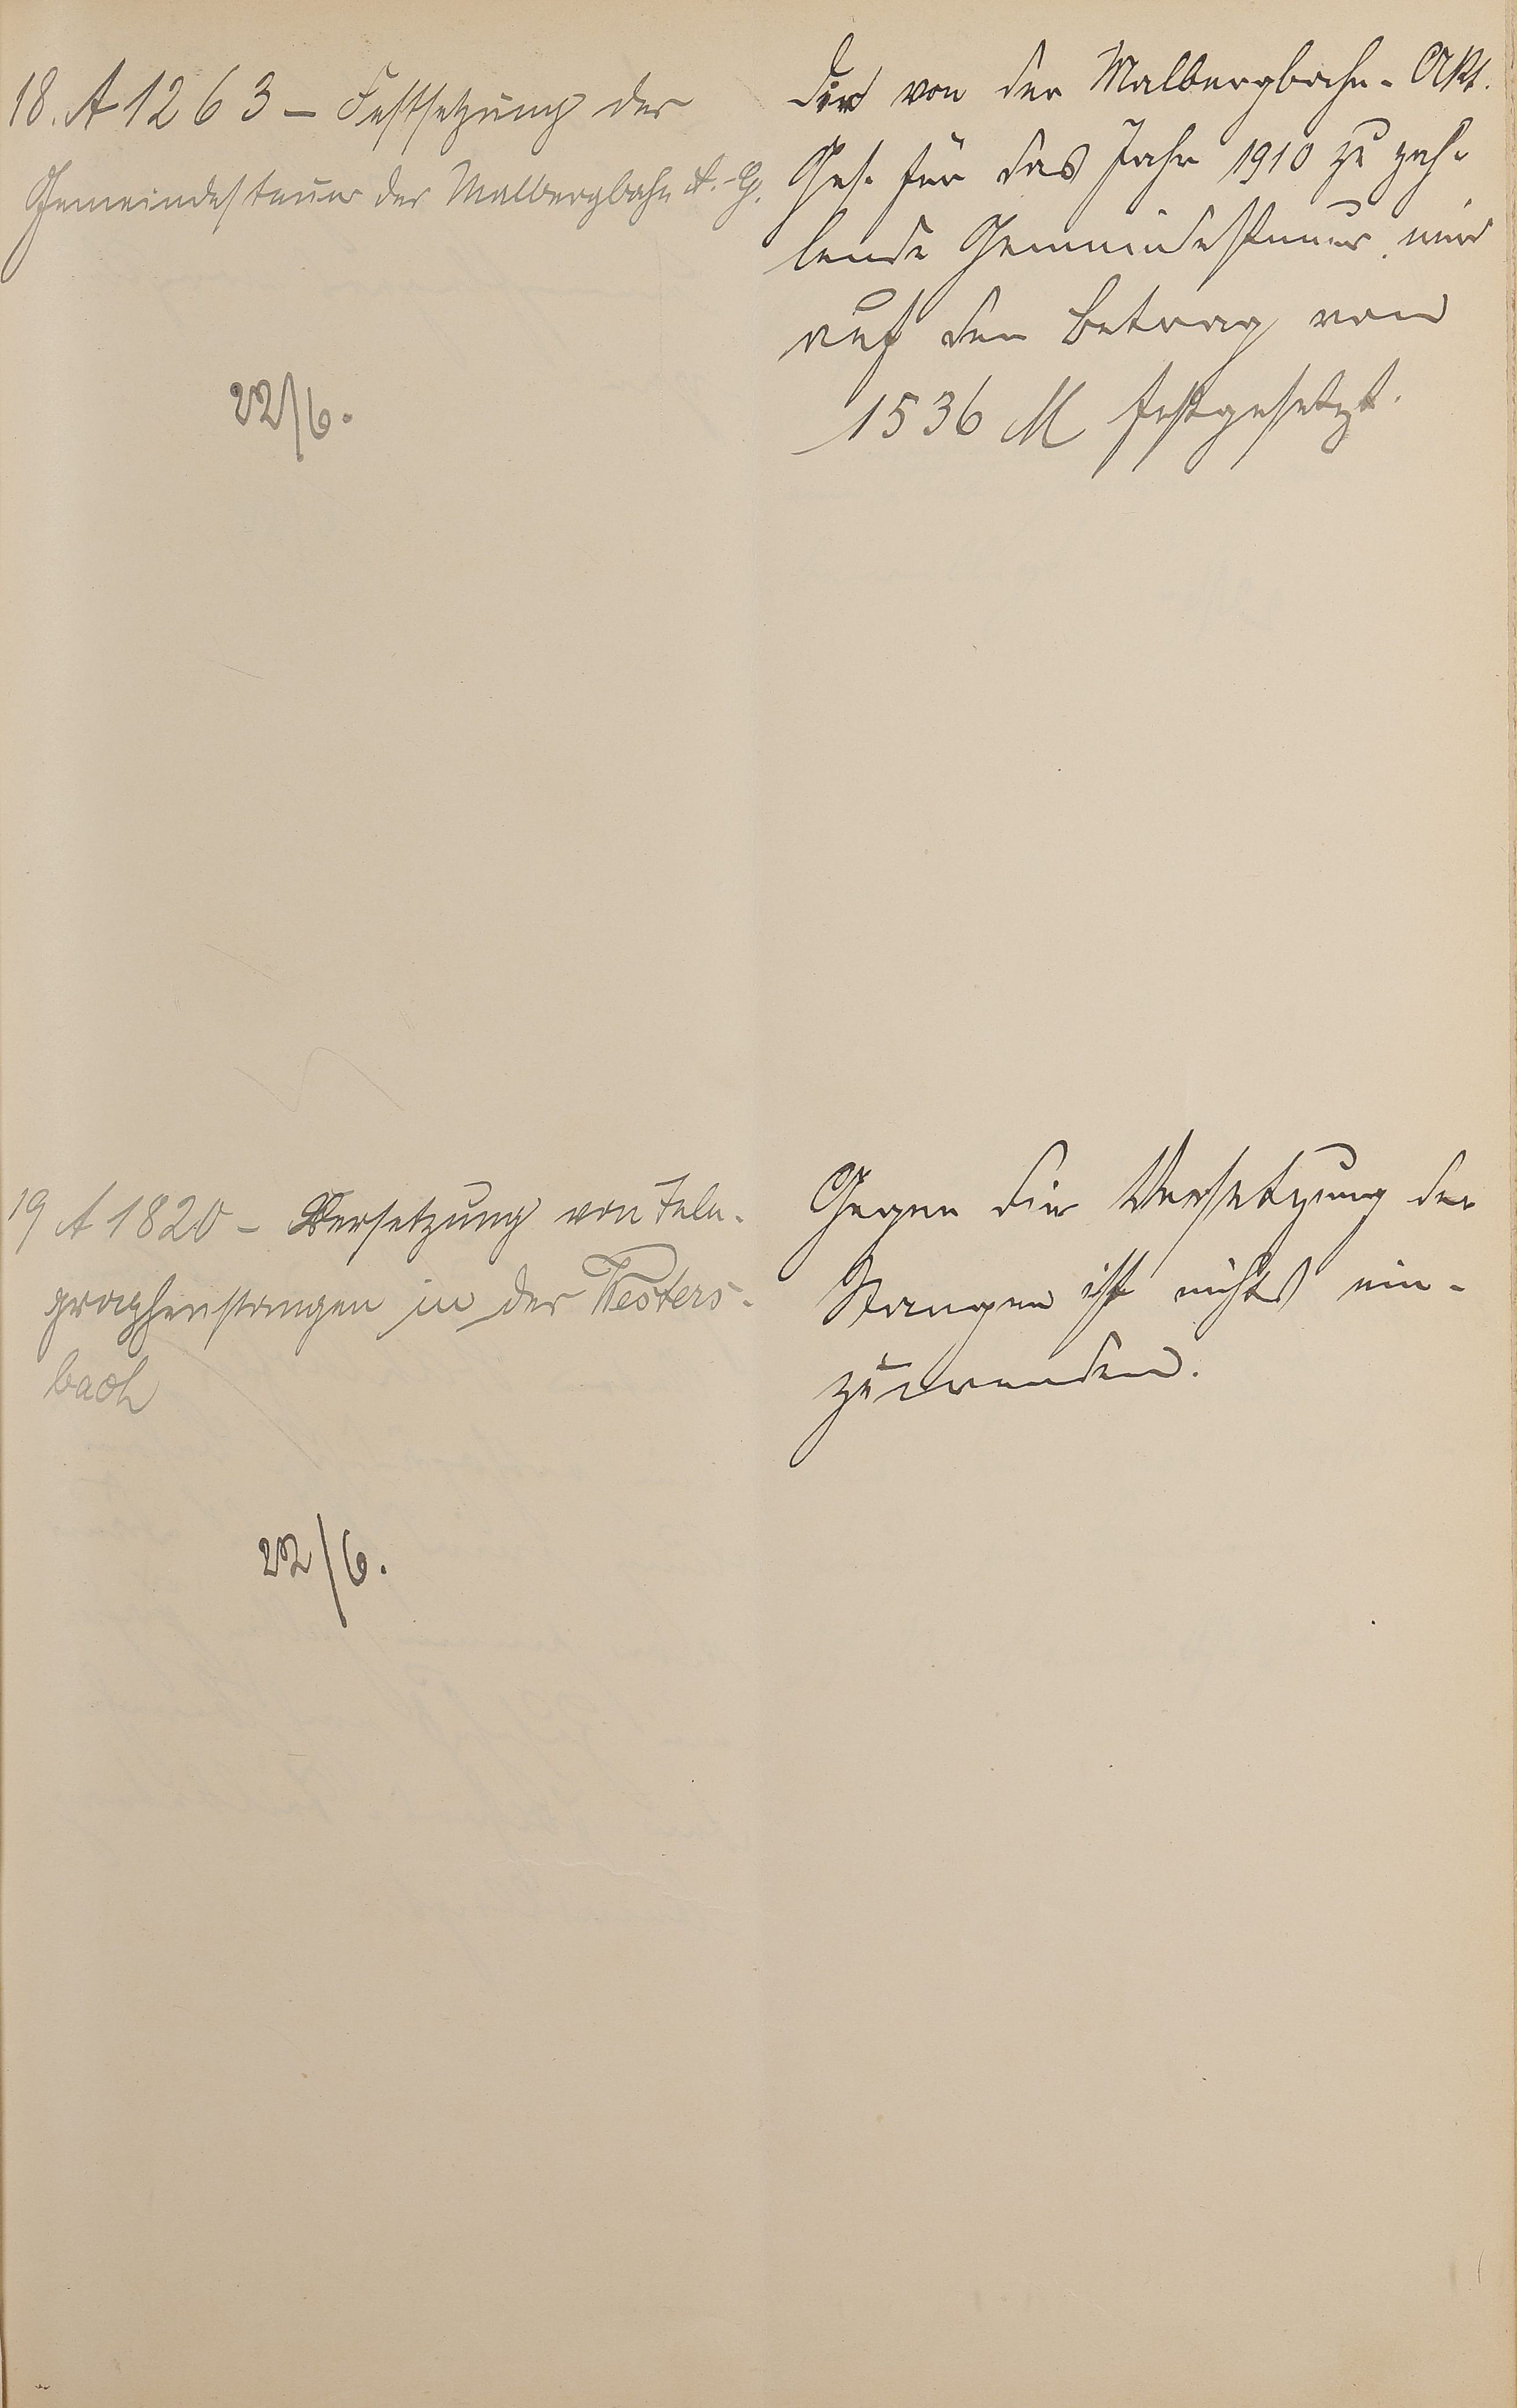 18. A 1263 – Festsetzung der
Gemeindesteuer der Malbergbahn A.-G.
22/6.
Die von der Malbergbahn-Akt.
Ges. für das Jahr 1910 zu zah-
lende Gemeindesteuer wird
auf den Betrag von
1536 M festgesetzt.
19 A 1820 – Versetzung von Tele-
graphenstangen in der Westers-
bach
22/6.
Gegen die Versetzung der
Stangen ist nichts ein-
zuwenden.